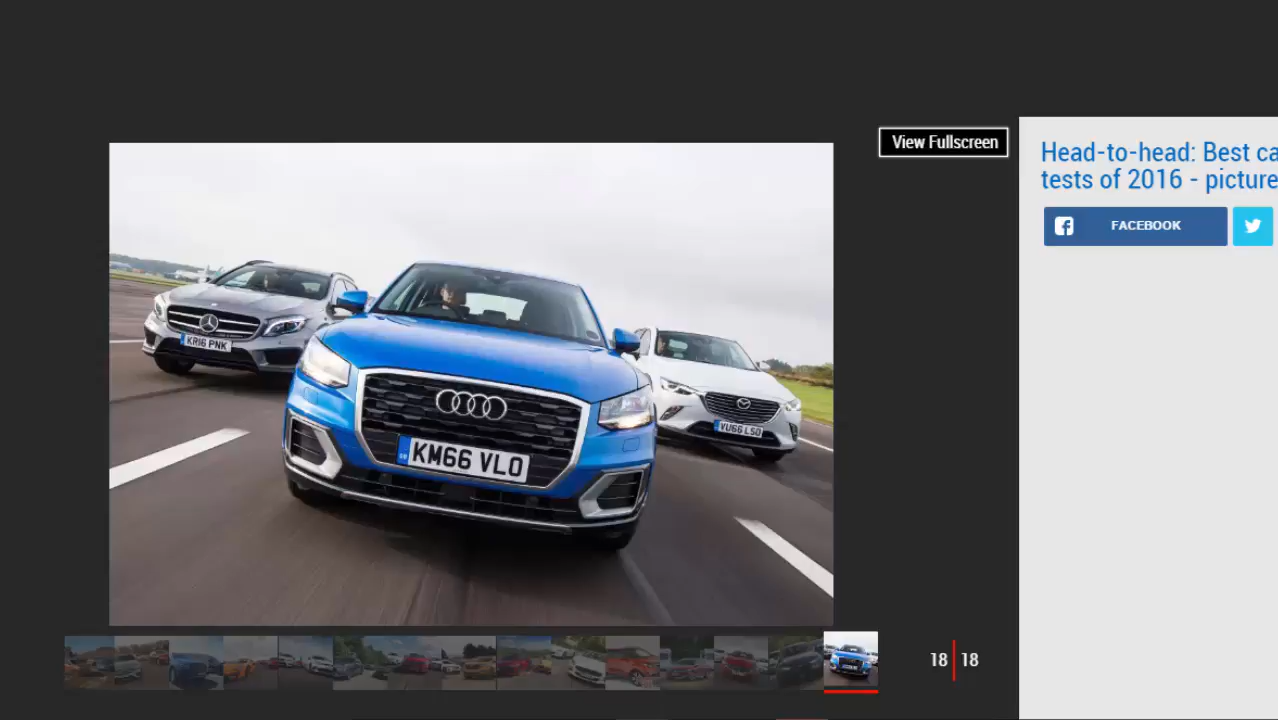 View Fullscreen
Head-to-head: Best ca
tests of 2016 - picture
FACEBOOK
KR16 PNK
KM66 VLO
VU66 LSO
18 18